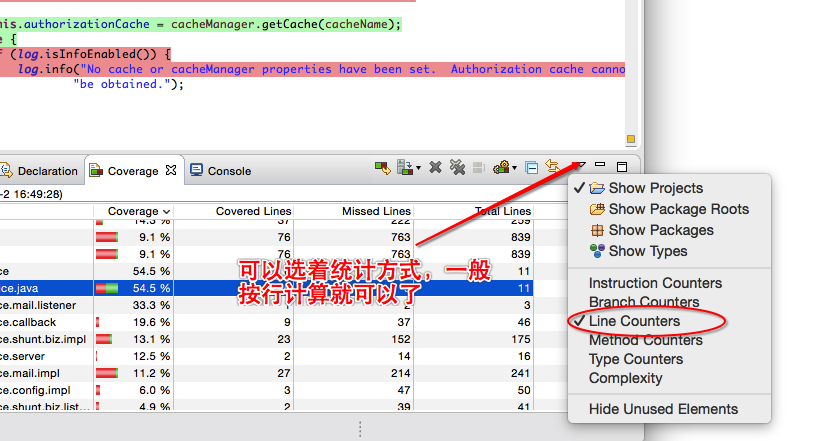 his.authorizationCache = cacheManager.getCache(cacheName);
e {
f (log.isInfoEnabled()) {
log.info("No cache or cacheManager properties have been set.  Authorization cache canno
"be obtained.");
Declaration
Coverage
Console
-2 16:49:28)
Coverage
Covered Lines
Missed Lines
Total Lines
14.3 % 37 222 259
9.1 % 76 763 839
9.1 % 76 763 839
ce 54.5 % 11
ice.java 54.5 % 11
ce.mail.listener 33.3 % 1 2 3
ce.callback 19.6 % 9 37 46
ce.shunt.biz.impl 13.1 % 23 152 175
ce.server 12.5 % 2 14 16
ce.mail.impl 11.2 % 27 214 241
ce.config.impl 6.0 % 3 47 50
ce.shunt.biz.list... 4.9 % 2 39 41
可以选着统计方式，一般
按行计算就可以了
Show Projects
Show Package Roots
Show Packages
Show Types
Instruction Counters
Branch Counters
Line Counters
Method Counters
Type Counters
Complexity
Hide Unused Elements